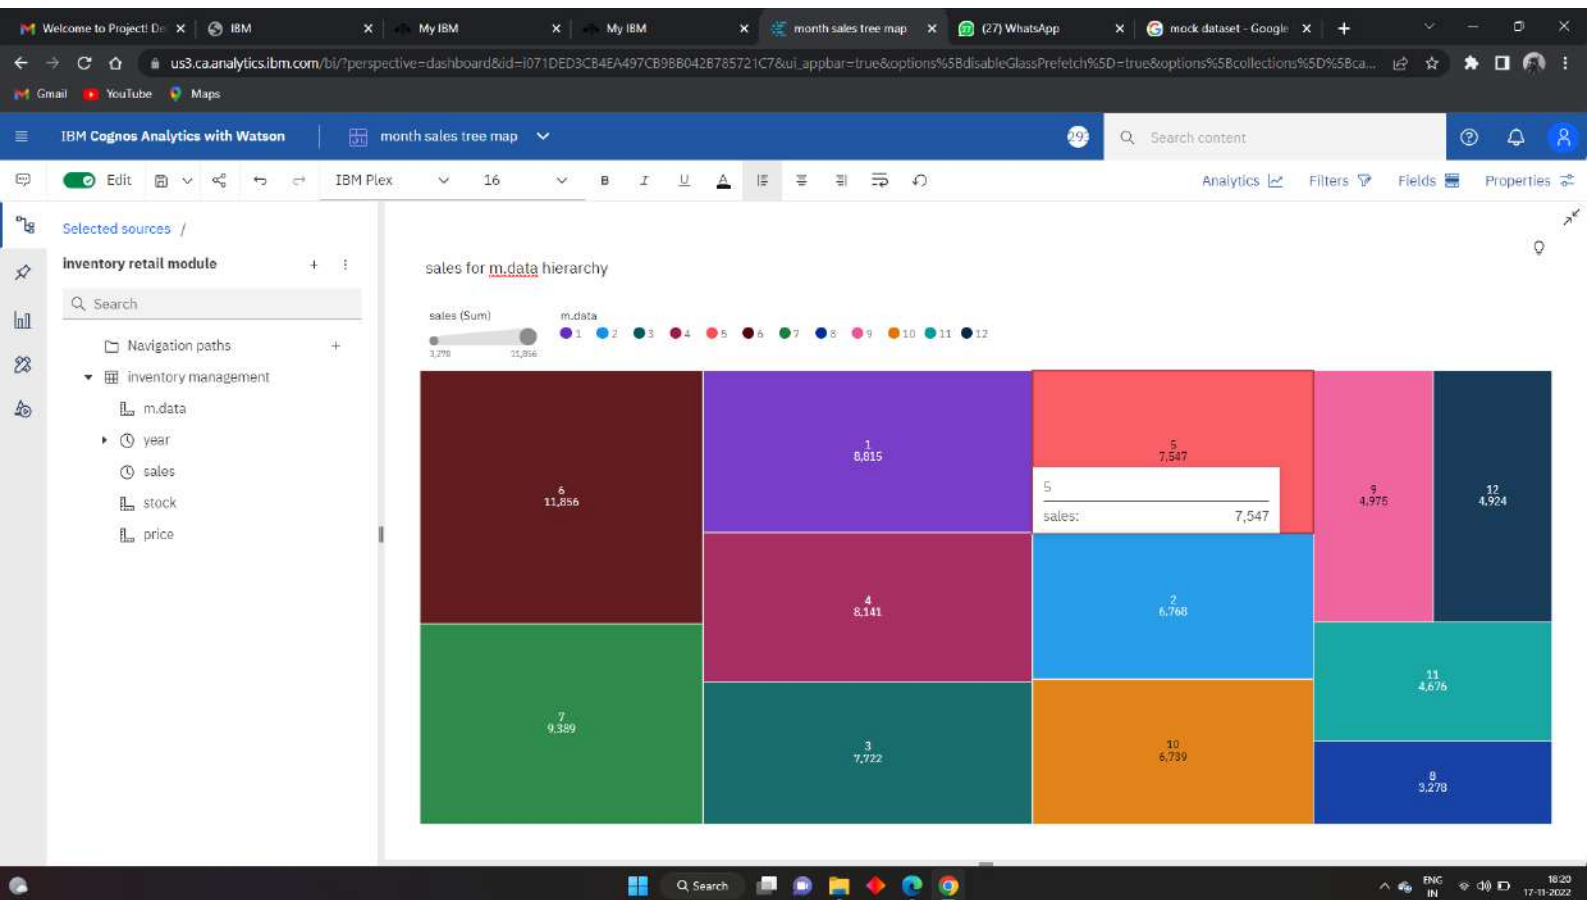 Welcome to Project! De
IBM
My IBM
My IBM
month sales tree map
(27) WhatsApp
mock dataset - Google
us3.ca.analytics.ibm.com/bi/?perspective=dashboard&id=i071DED3CB4EA497CB9BB042B785721C7&ui_appbar=true&options%5BdisableGlassPrefetch%5D=true&options%5Bcollections%5D%5Bca...
Gmail
YouTube
Maps
IBM Cognos Analytics with Watson
month sales tree map
293
Search content
Edit
IBM Plex
16
B
I
U
A
Analytics
Filters
Fields
Properties
Selected sources /
inventory retail module
Search
Navigation paths
inventory management
m.data
year
sales
stock
price
sales for m.data hierarchy
sales (Sum)
3,278
11,856
m.data
1 2 3 4 5 6 7 8 9 10 11 12
6
11,856
7
9,389
1
8,815
4
8,141
3
7,722
5
7,547
5
sales: 7,547
2
6,768
10
6,739
9
4,975
12
4,924
11
4,676
8
3,278
Search
ENG
IN
18:20
17-11-2022